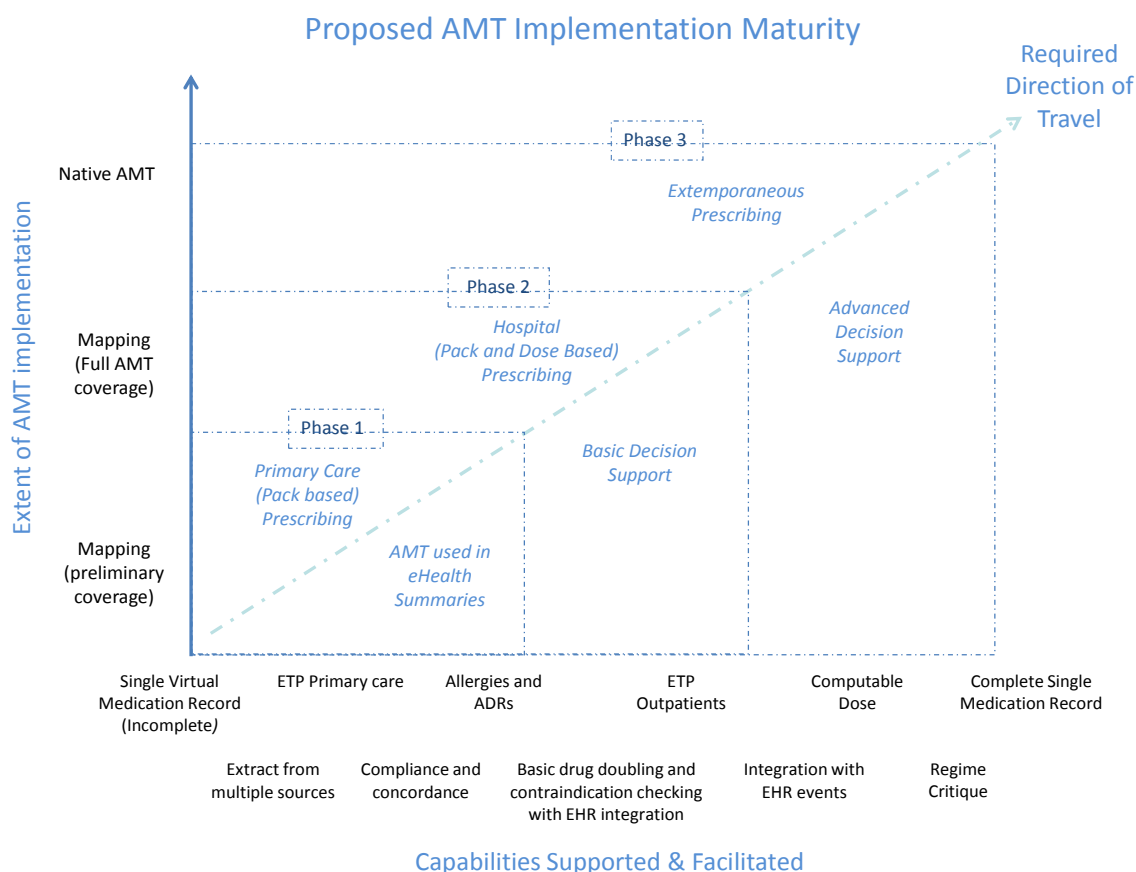 Proposed AMT Implementation Maturity
Required
Direction of
Travel
Extent of AMT implementation
Native AMT
Mapping
(Full AMT
coverage)
Mapping
(preliminary
coverage)
Phase 3
Extemporaneous
Prescribing
Phase 2
Hospital
(Pack and Dose Based)
Prescribing
Advanced
Decision
Support
Phase 1
Primary Care
(Pack based)
Prescribing
Basic Decision
Support
AMT used in
eHealth
Summaries
Single Virtual
Medication Record
(Incomplete)
ETP Primary care
Allergies and
ADRs
ETP
Outpatients
Computable
Dose
Complete Single
Medication Record
Extract from
multiple sources
Compliance and
concordance
Basic drug doubling and
contraindication checking
with EHR integration
Integration with
EHR events
Regime
Critique
Capabilities Supported & Facilitated